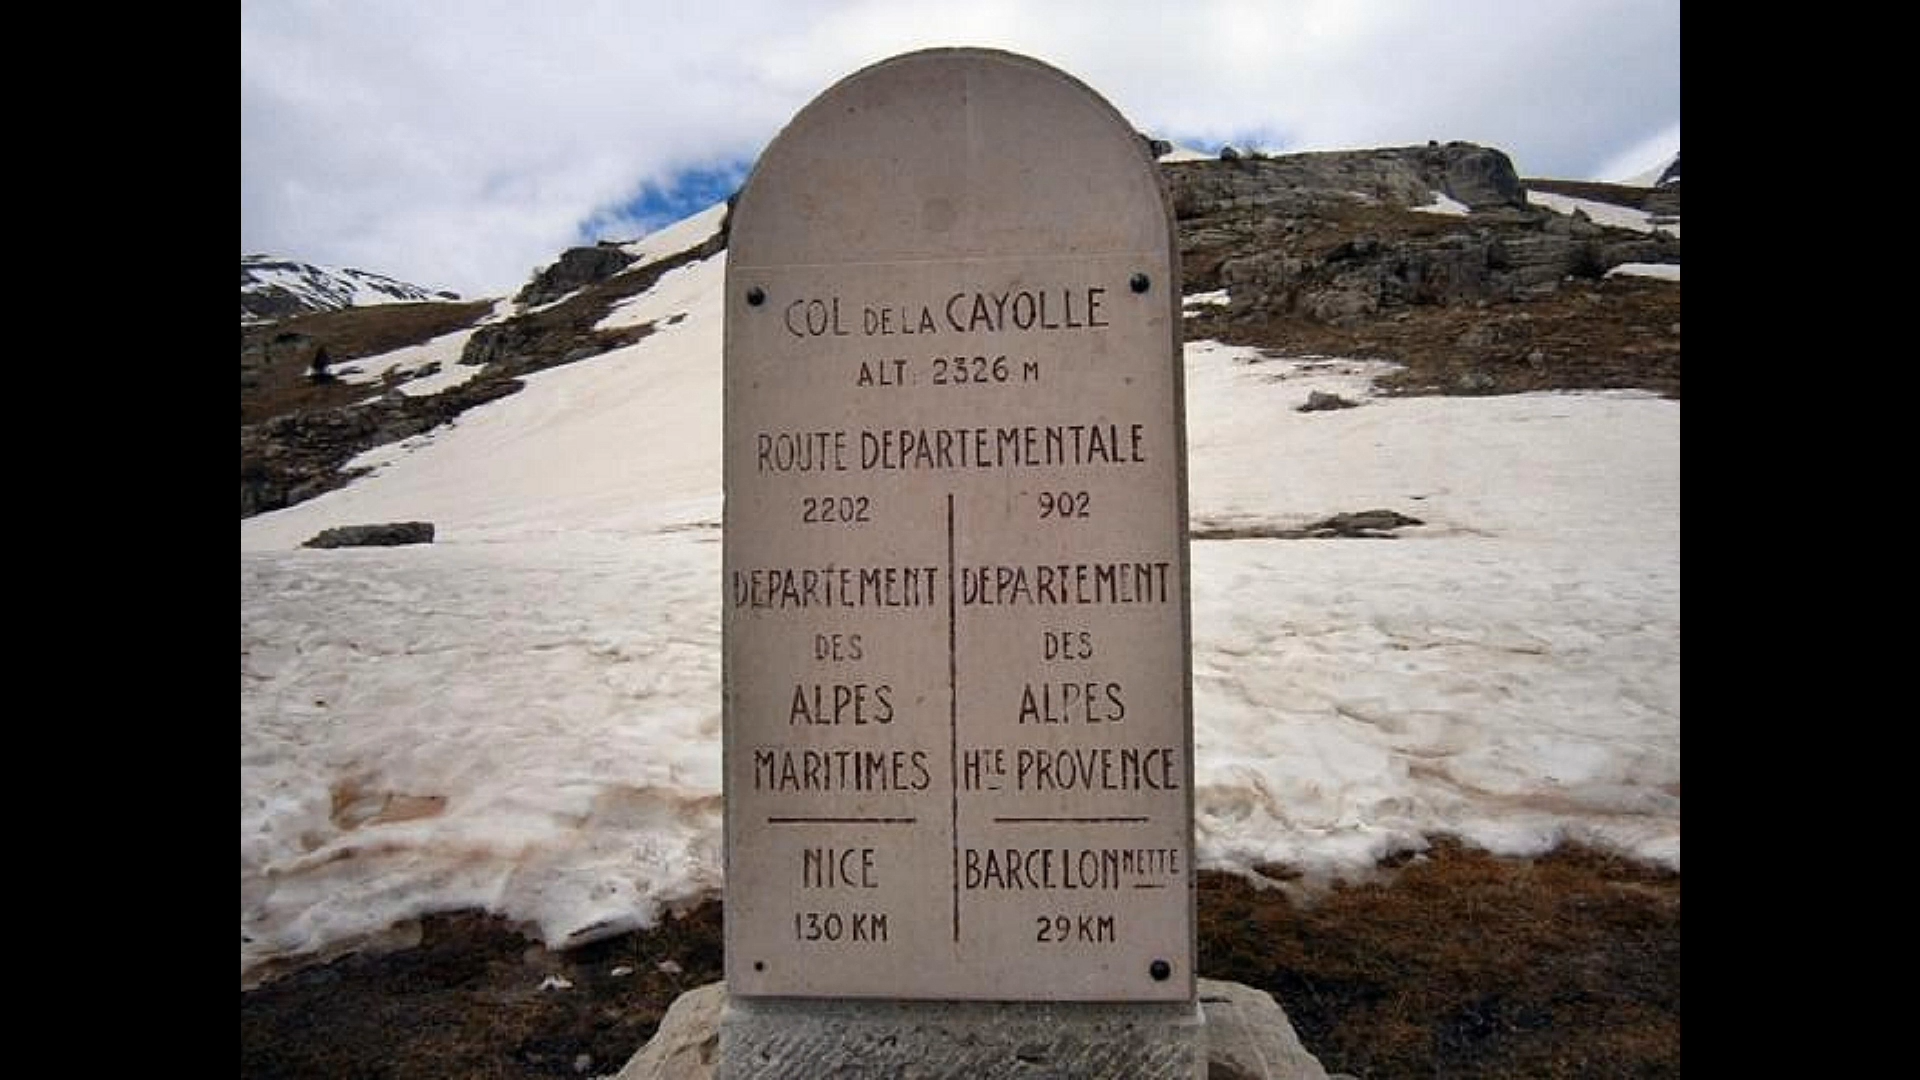 COL DE LA CAYOLLE
ALT. 2326 M
ROUTE DEPARTEMENTALE
2202
DEPARTEMENT
DES
ALPES
MARITIMES
NICE
130 KM
902
DEPARTEMENT
DES
ALPES
HTE PROVENCE
BARCELONNETTE
29 KM